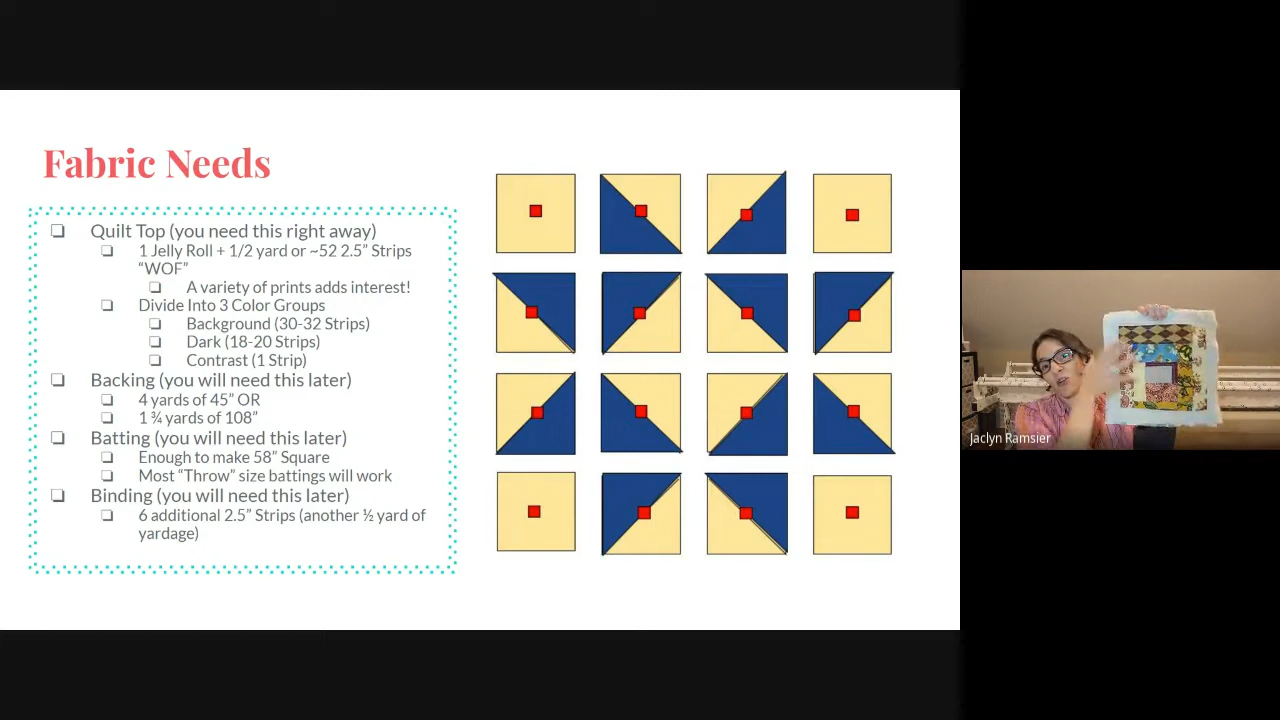 Fabric Needs
Quilt Top (you need this right away)
1 Jelly Roll + 1/2 yard or ~52 2.5” Strips
“WOF”
A variety of prints adds interest!
Divide Into 3 Color Groups
Background (30-32 Strips)
Dark (18-20 Strips)
Contrast (1 Strip)
Backing (you will need this later)
4 yards of 45” OR
1 ¾ yards of 108”
Batting (you will need this later)
Enough to make 58” Square
Most “Throw” size battings will work
Binding (you will need this later)
6 additional 2.5” Strips (another ½ yard of
yardage)
Jaclyn Ramsier